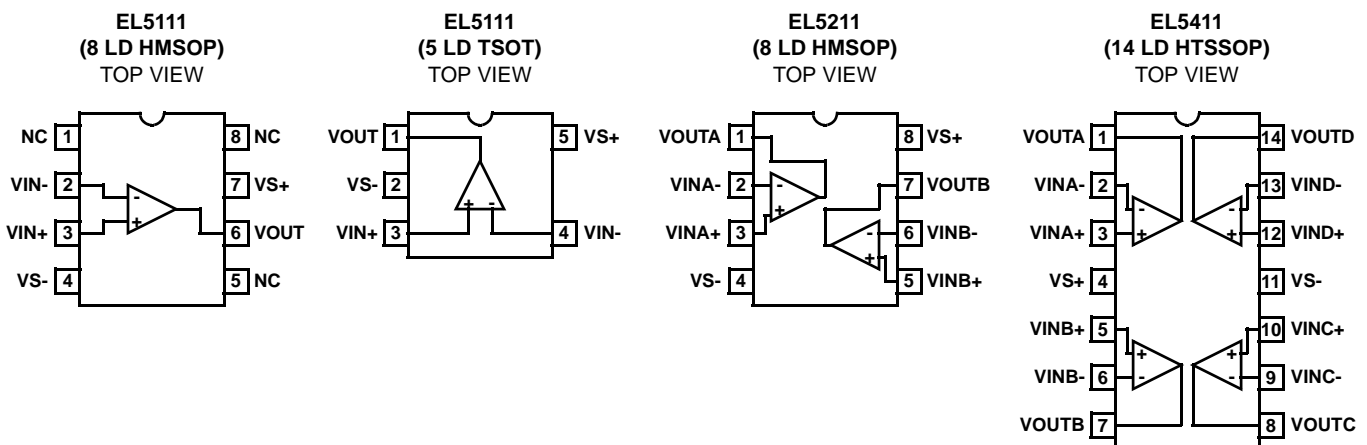 EL5111
(8 LD HMSOP)
TOP VIEW
NC 1
8 NC
VIN- 2
- 
7 VS+
VIN+ 3
+
6 VOUT
VS- 4
5 NC
EL5111
(5 LD TSOT)
TOP VIEW
VOUT 1
5 VS+
VS- 2
+ -
VIN+ 3
4 VIN-
EL5211
(8 LD HMSOP)
TOP VIEW
VOUTA 1
8 VS+
VINA- 2
-
7 VOUTB
VINA+ 3
+
-
6 VINB-
VS- 4
+
5 VINB+
EL5411
(14 LD HTSSOP)
TOP VIEW
VOUTA 1
14 VOUTD
VINA- 2
- -
13 VIND-
VINA+ 3
+ +
12 VIND+
VS+ 4
11 VS-
VINB+ 5
+ +
10 VINC+
VINB- 6
- -
9 VINC-
VOUTB 7
8 VOUTC